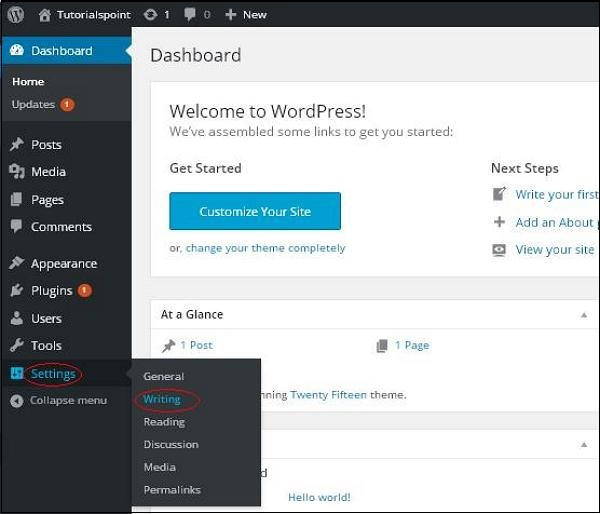 Tutorialspoint 1 0 New
Dashboard
Home
Updates 1
Posts
Media
Pages
Comments
Appearance
Plugins 1
Users
Tools
Settings
Collapse menu
General
Writing
Reading
Discussion
Media
Permalinks
Dashboard
Welcome to WordPress!
We've assembled some links to get you started:
Get Started
Customize Your Site
or, change your theme completely
Next Steps
Write your first
Add an About
View your site
At a Glance
1 Post 1 Page
Twenty Fifteen theme.
Hello world!